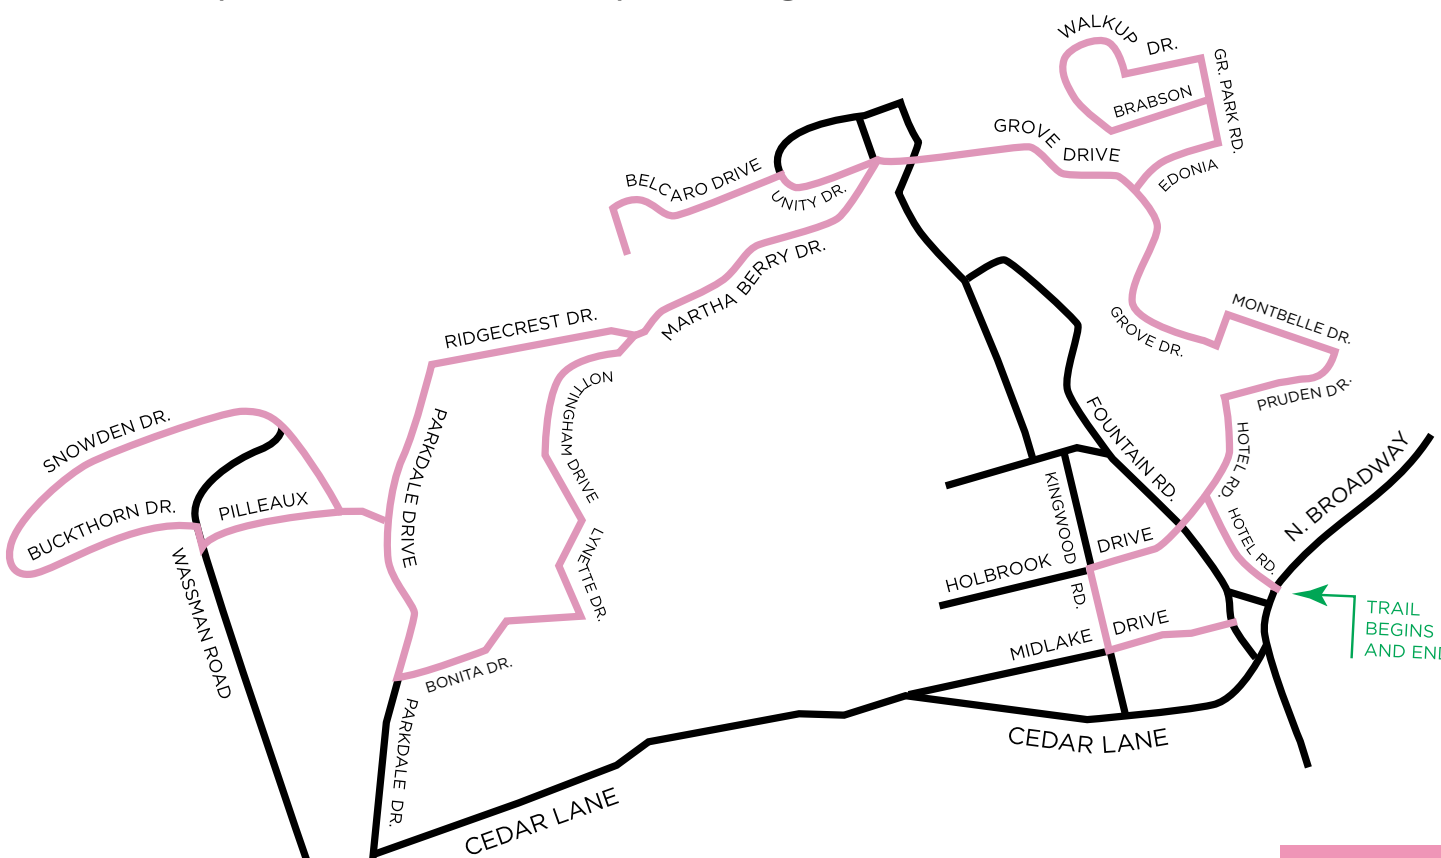 WALKUP DR.
GR. PARK RD.
BRABSON
GROVE DRIVE
EDONIA
BELCARO DRIVE
UNITY DR.
MARTHA BERRY DR.
RIDGECREST DR.
MONTBELLE DR.
GROVE DR.
PRUDEN DR.
NOTTINGHAM DRIVE
PARKDALE DRIVE
SNOWDEN DR.
FOUNTAIN RD.
HOTEL RD.
N. BROADWAY
KINGWOOD RD.
HOTEL RD.
PILLEAUX
BUCKTHORN DR.
LYNETTE DR.
HOLBROOK DRIVE
WASSMAN ROAD
TRAIL
BEGINS
AND
MIDLAKE DRIVE
BONITA DR.
PARKDALE DR.
CEDAR LANE
CEDAR LANE